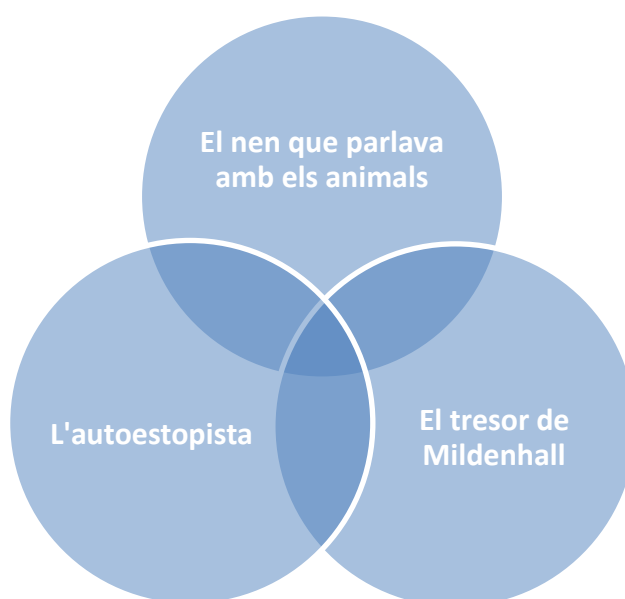 El nen que parlava
amb els animals
L'autoestopista
El tresor de
Mildenhall